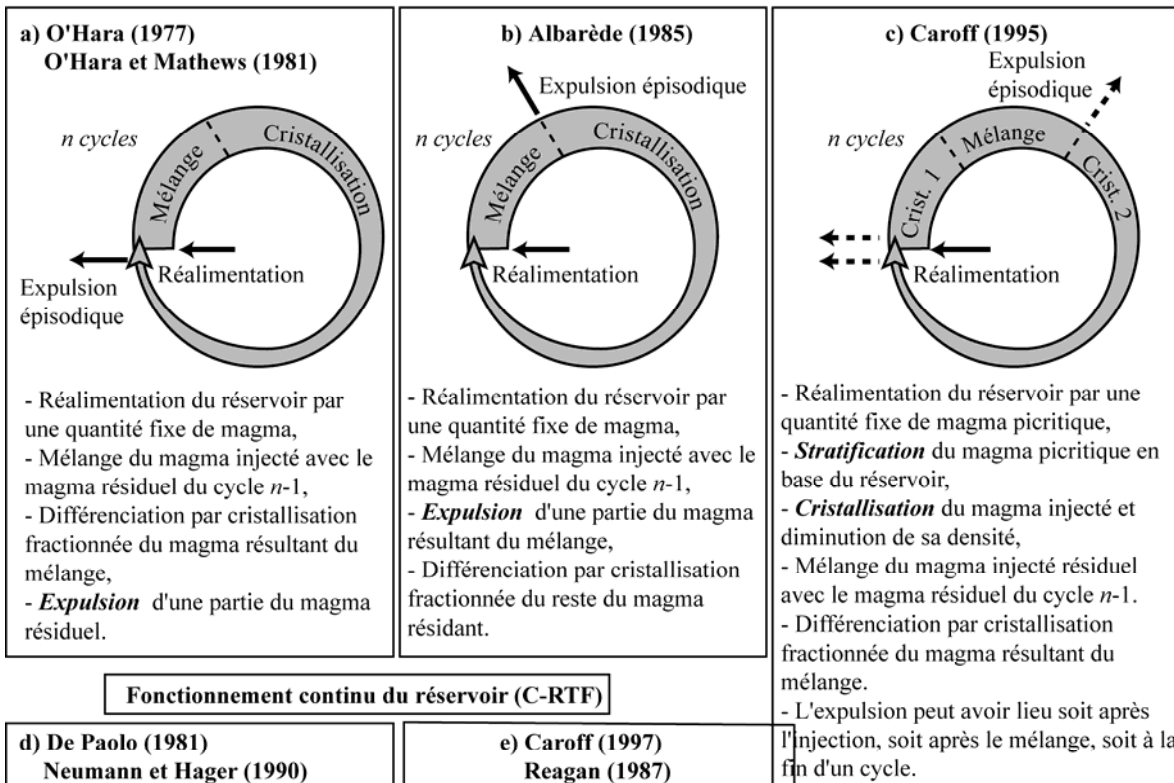 a) O'Hara (1977)
O'Hara et Mathews (1981)
n cycles
Mélange
Cristallisation
Réalimentation
Expulsion
épisodique
- Réalimentation du réservoir par
une quantité fixe de magma,
- Mélange du magma injecté avec le
magma résiduel du cycle n-1,
- Différenciation par cristallisation
fractionnée du magma résultant du
mélange,
- Expulsion d'une partie du magma
résiduel.
b) Albarède (1985)
Expulsion épisodique
n cycles
Mélange
Cristallisation
Réalimentation
- Réalimentation du réservoir par
une quantité fixe de magma,
- Mélange du magma injecté avec le
magma résiduel du cycle n-1,
- Expulsion d'une partie du magma
résultant du mélange,
- Différenciation par cristallisation
fractionnée du reste du magma
résidant.
c) Caroff (1995)
Expulsion
épisodique
n cycles
Crist. 1
Mélange
Crist. 2
Réalimentation
- Réalimentation du réservoir par une
quantité fixe de magma picritique,
- Stratification du magma picritique en
base du réservoir,
- Cristallisation du magma injecté et
diminution de sa densité,
- Mélange du magma injecté résiduel
avec le magma résiduel du cycle n-1.
- Différenciation par cristallisation
fractionnée du magma résultant du
mélange.
- L'expulsion peut avoir lieu soit après
l'injection, soit après le mélange, soit à la
fin d'un cycle.
Fonctionnement continu du réservoir (C-RTF)
d) De Paolo (1981)
Neumann et Hager (1990)
e) Caroff (1997)
Reagan (1987)